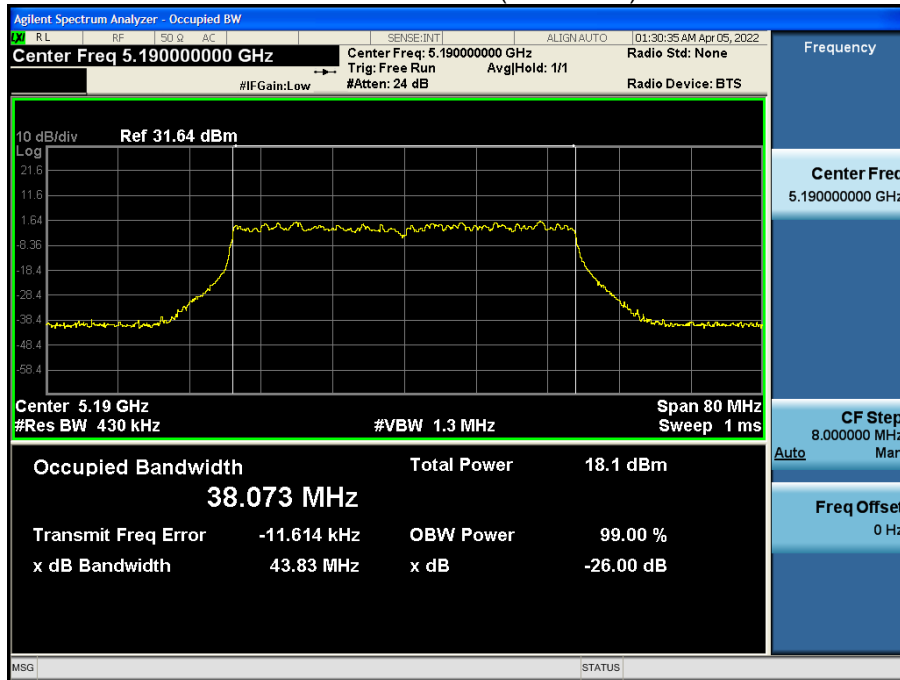 Agilent Spectrum Analyzer - Occupied BW
LXI RL RF 50 Ω AC SENSE:INT ALIGN AUTO 01:30:35 AM Apr 05, 2022
Center Freq 5.190000000 GHz
Center Freq: 5.190000000 GHz
Radio Std: None
Trig: Free Run Avg|Hold: 1/1
#IFGain:Low #Atten: 24 dB Radio Device: BTS
10 dB/div Ref 31.64 dBm
Log
21.6
11.6
1.64
-8.36
-18.4
-28.4
-38.4
-48.4
-58.4
Center 5.19 GHz Span 80 MHz
#Res BW 430 kHz #VBW 1.3 MHz Sweep 1 ms
Occupied Bandwidth Total Power 18.1 dBm
38.073 MHz
Transmit Freq Error -11.614 kHz OBW Power 99.00 %
x dB Bandwidth 43.83 MHz x dB -26.00 dB
MSG STATUS
Frequency
Center Freq
5.190000000 GHz
CF Step
8.000000 MHz
Auto Man
Freq Offset
0 Hz